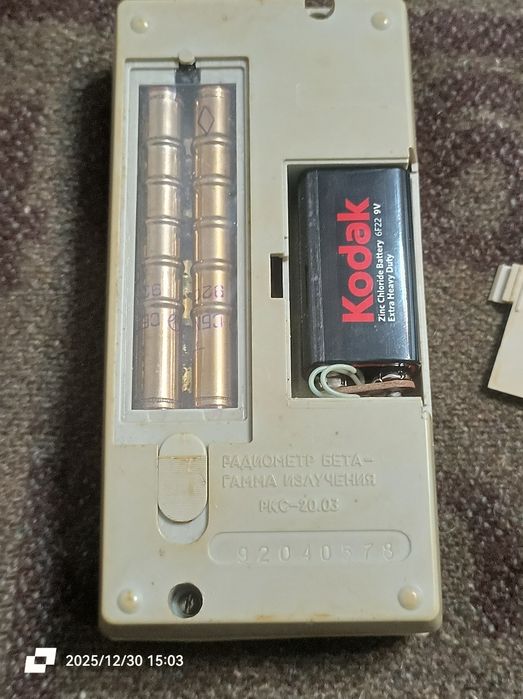 Kodak
Zinc Chloride Battery 6F22 9V
Extra Heavy Duty
РАДИОМЕТР БЕТА-
ГАММА ИЗЛУЧЕНИЯ
РКС-20.03
92040578
2025/12/30 15:03